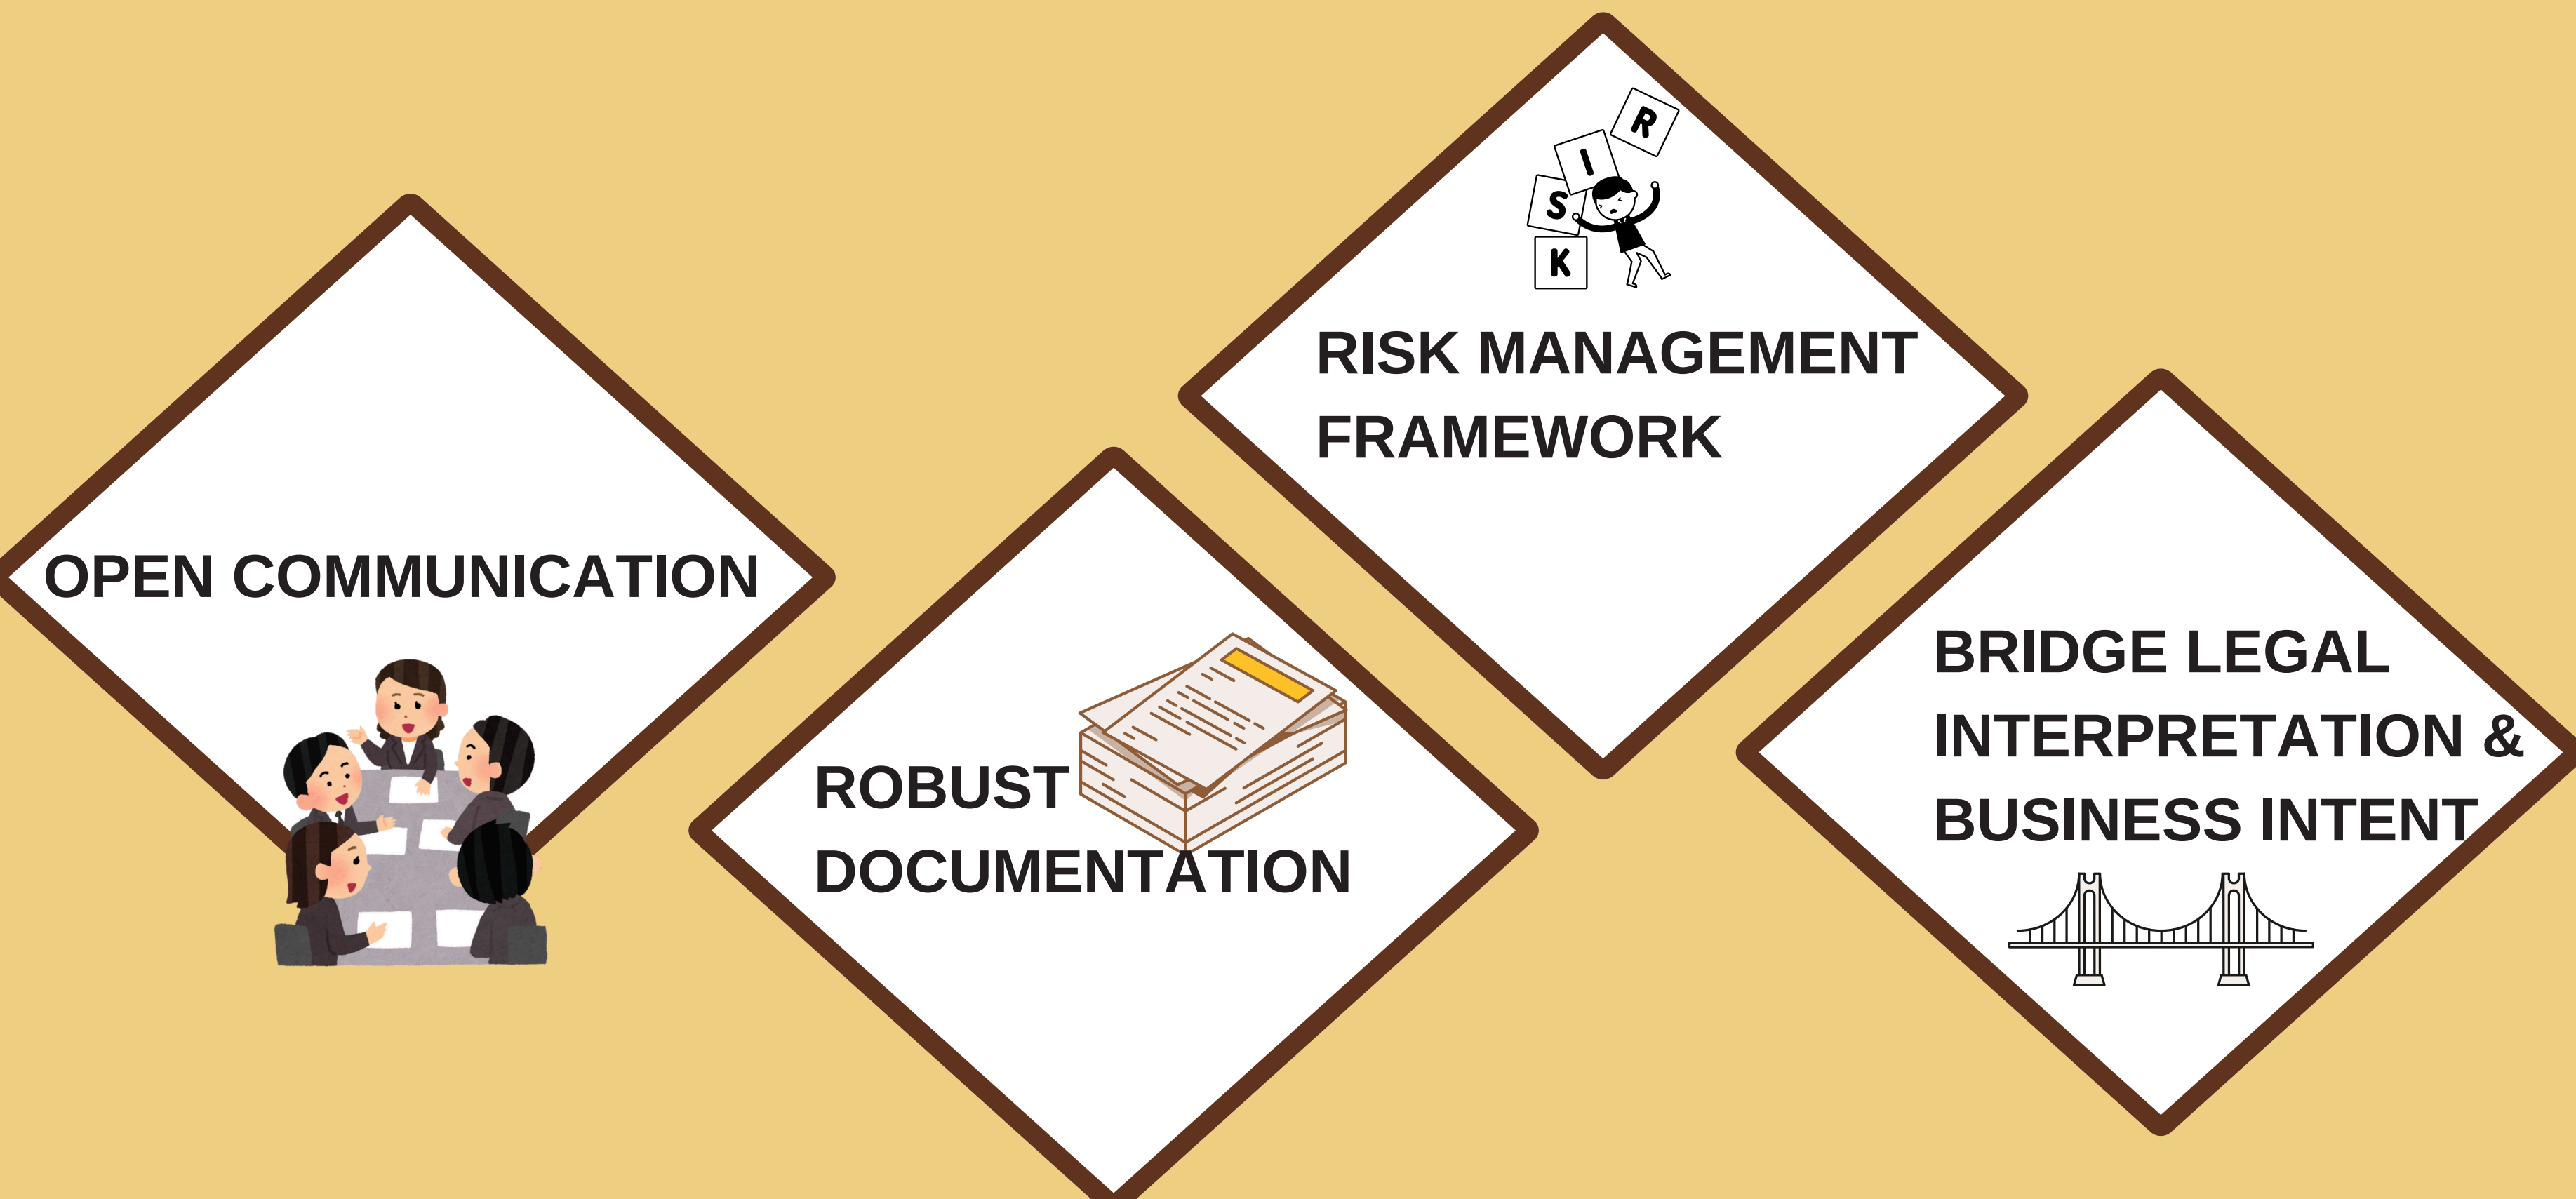 OPEN COMMUNICATION
ROBUST
DOCUMENTATION
R
I
S
K
RISK MANAGEMENT
FRAMEWORK
BRIDGE LEGAL
INTERPRETATION &
BUSINESS INTENT